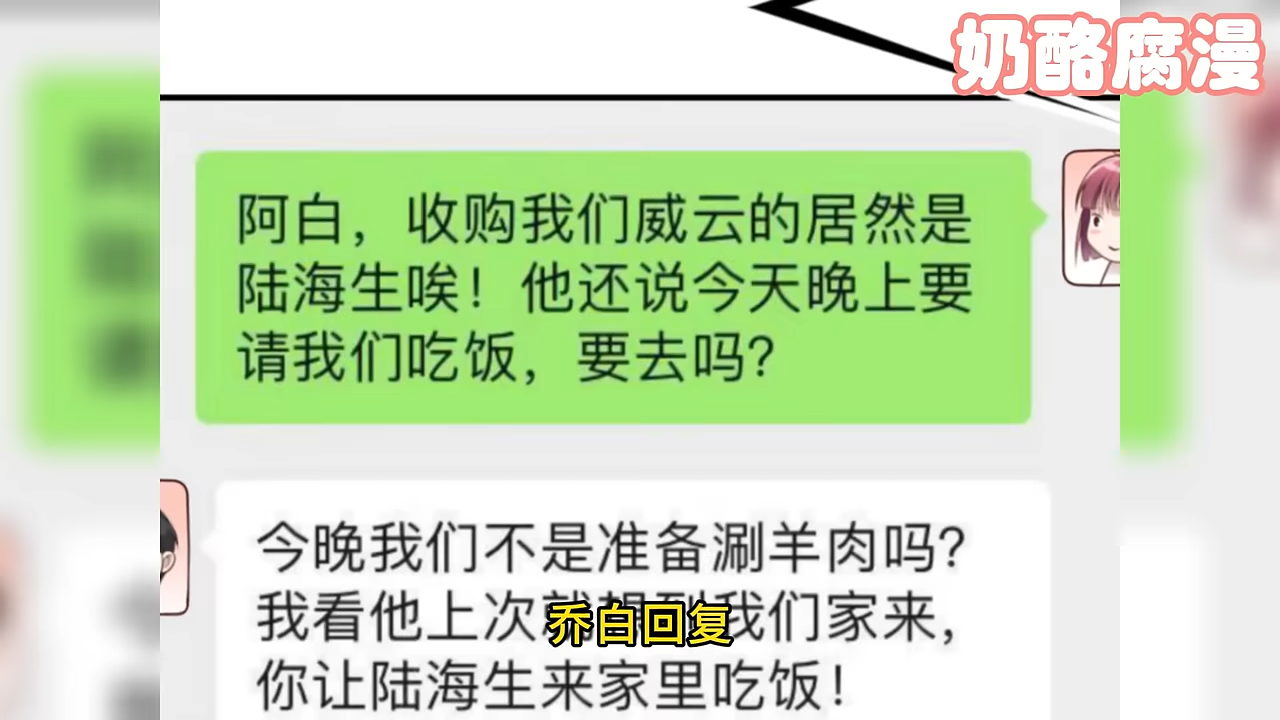 奶酪腐漫
阿白，收购我们威云的居然是
陆海生唉！他还说今天晚上要
请我们吃饭，要去吗？
今晚我们不是准备涮羊肉吗？
我看他上次就想到我们家来，
乔白回复
你让陆海生来家里吃饭！